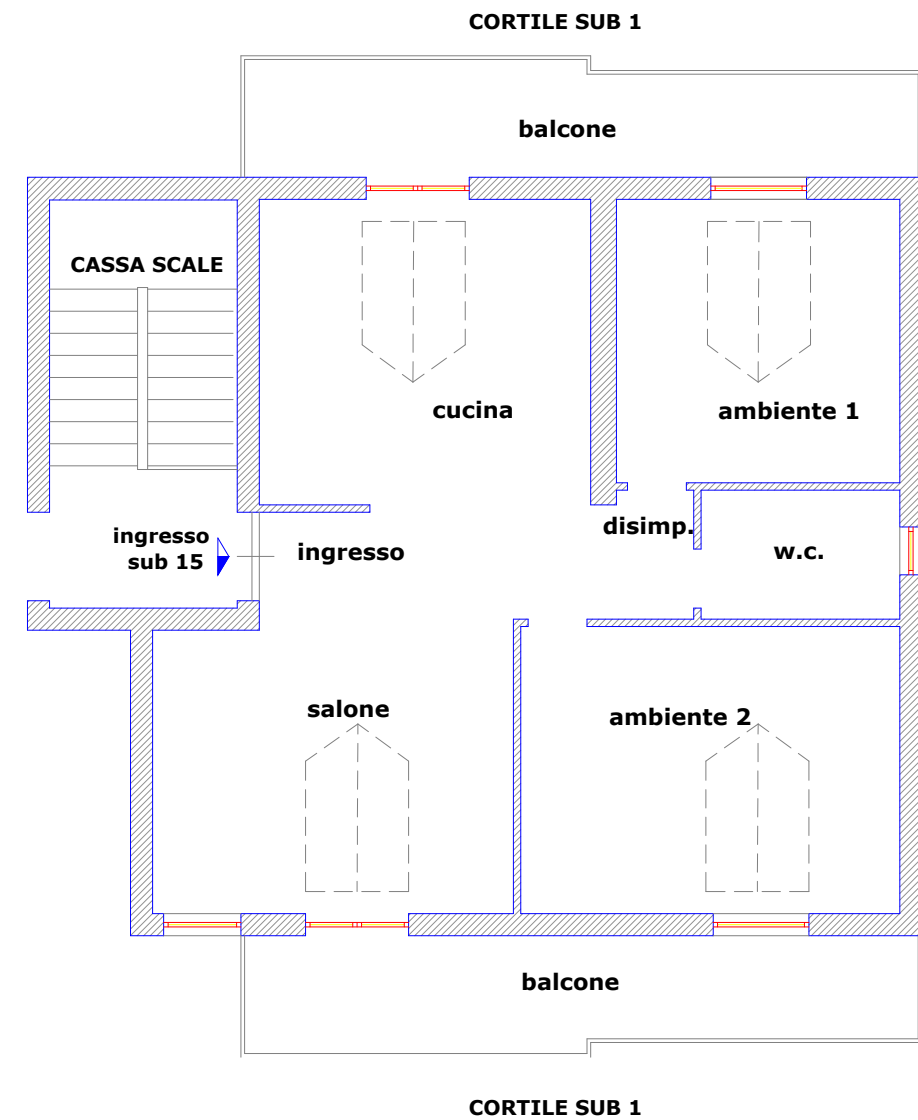 CORTILE SUB 1
balcone
CASSA SCALE
cucina
ambiente 1
ingresso
sub 15
ingresso
disimp.
w.c.
salone
ambiente 2
balcone
CORTILE SUB 1